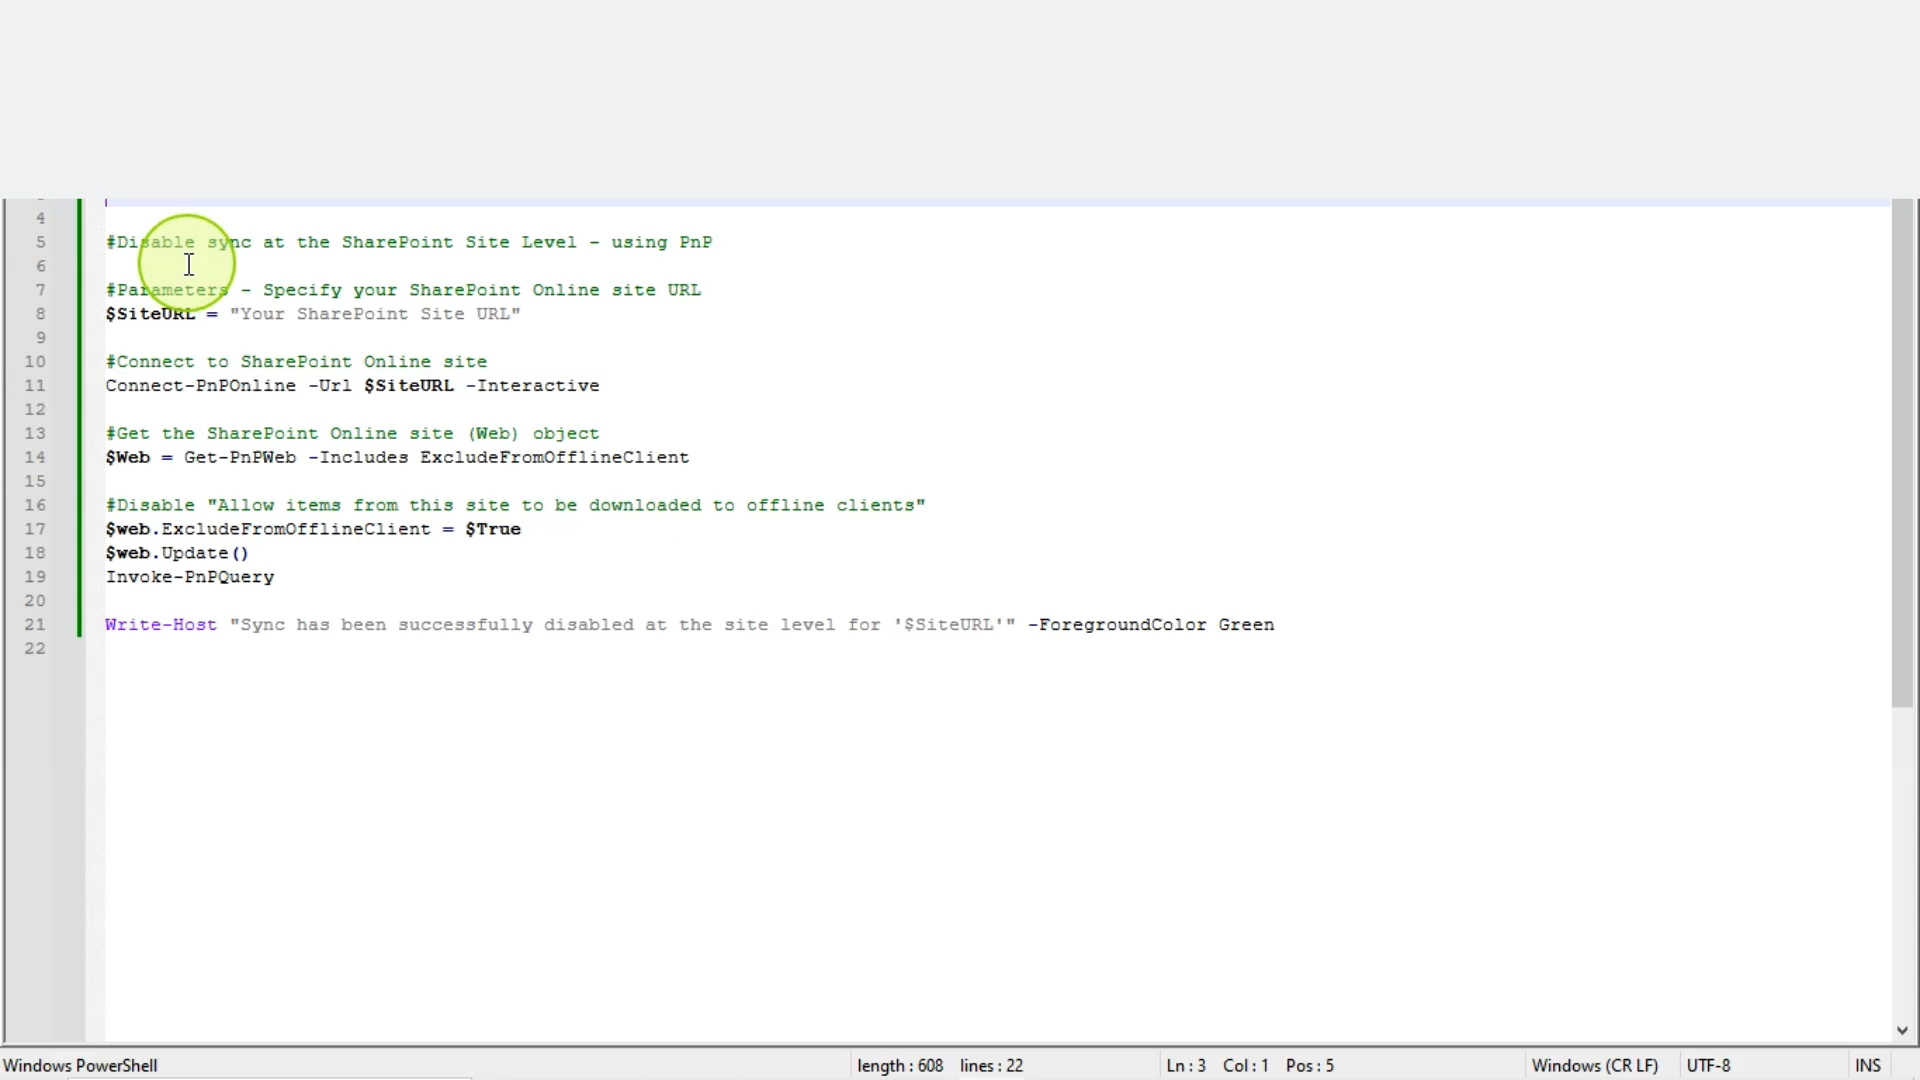 4
5 #Disable sync at the SharePoint Site Level - using PnP
6
7 #Parameters - Specify your SharePoint Online site URL
8 $SiteURL = "Your SharePoint Site URL"
9
10 #Connect to SharePoint Online site
11 Connect-PnPOnline -Url $SiteURL -Interactive
12
13 #Get the SharePoint Online site (Web) object
14 $Web = Get-PnPWeb -Includes ExcludeFromOfflineClient
15
16 #Disable "Allow items from this site to be downloaded to offline clients"
17 $web.ExcludeFromOfflineClient = $True
18 $web.Update()
19 Invoke-PnPQuery
20
21 Write-Host "Sync has been successfully disabled at the site level for '$SiteURL'" -ForegroundColor Green
22
Windows PowerShell length : 608 lines : 22 Ln : 3 Col : 1 Pos : 5 Windows (CR LF) UTF-8 INS